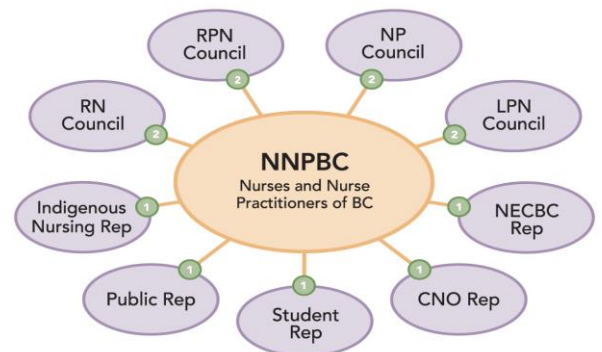 RPN
Council
2
NP
Council
2
RN
Council
2
LPN
Council
2
NNPBC
Nurses and Nurse
Practitioners of BC
Indigenous
Nursing Rep
1
NECBC
Rep
1
Public Rep
1
Student
Rep
1
CNO Rep
1